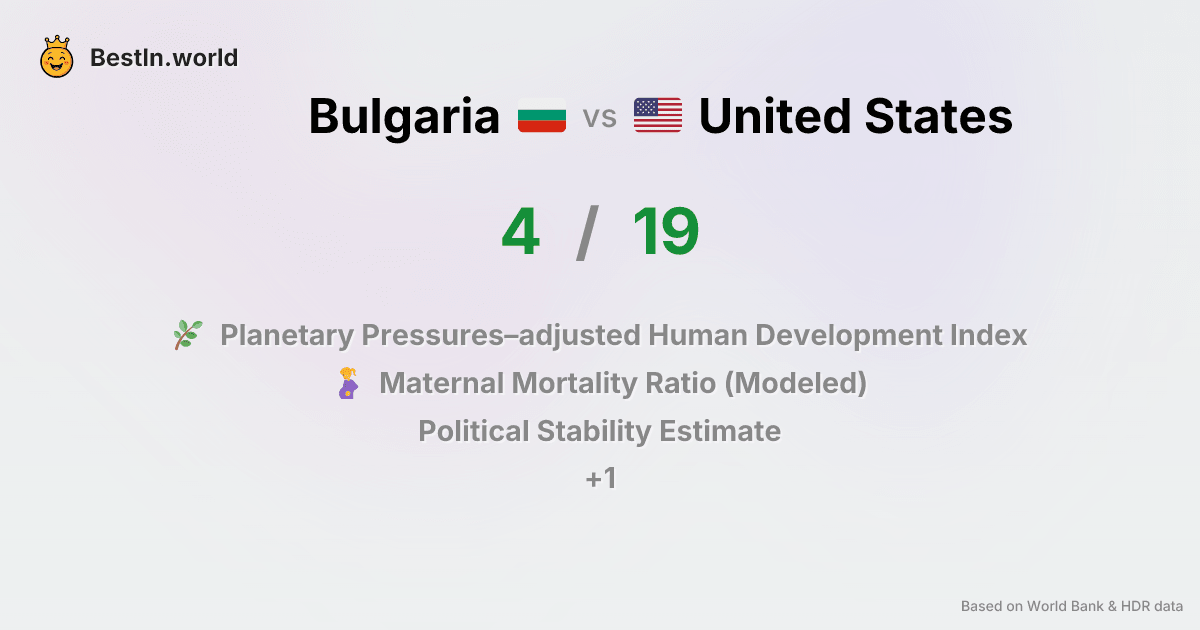 BestIn.world
Bulgaria vs United States
4 / 19
Planetary Pressures–adjusted Human Development Index
Maternal Mortality Ratio (Modeled)
Political Stability Estimate
+1
Based on World Bank & HDR data